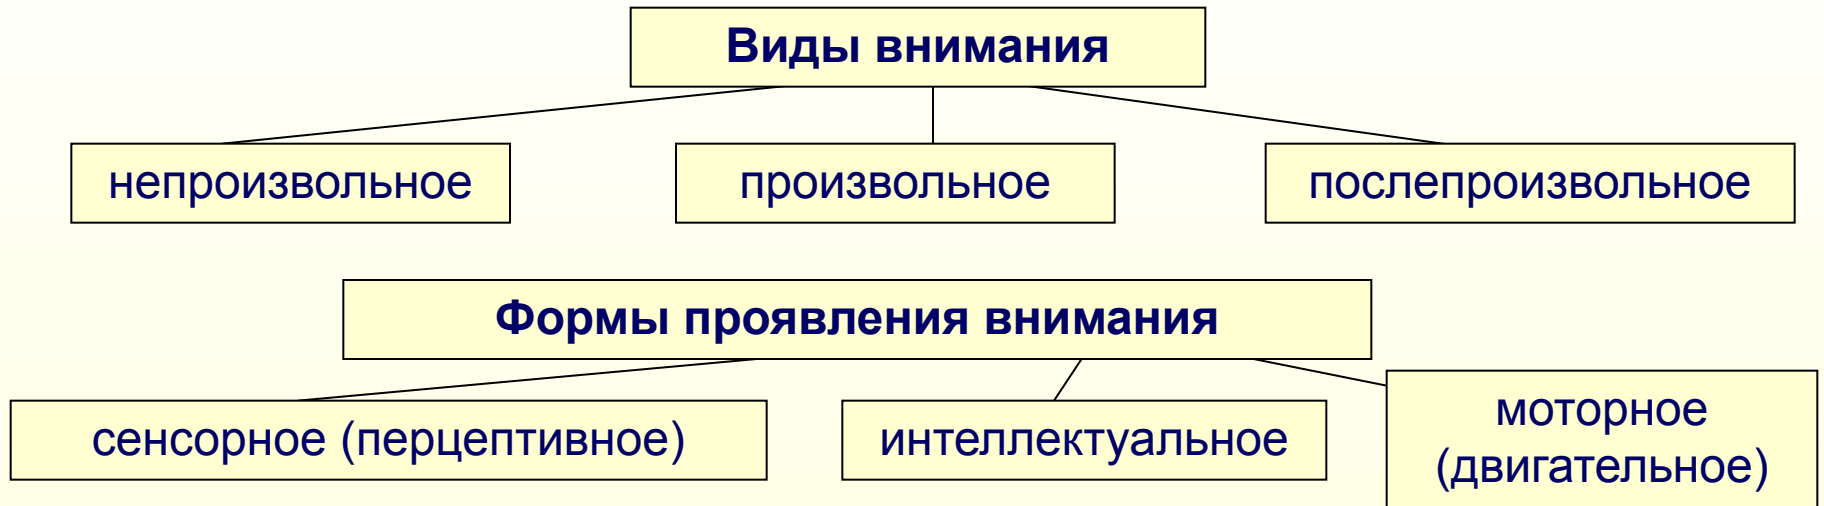 Виды внимания
непроизвольное
произвольное
послепроизвольное
Формы проявления внимания
сенсорное (перцептивное)
интеллектуальное
моторное
(двигательное)